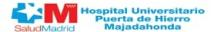 Hospital Universitario
Puerta de Hierro
Majadahonda
SaludMadrid